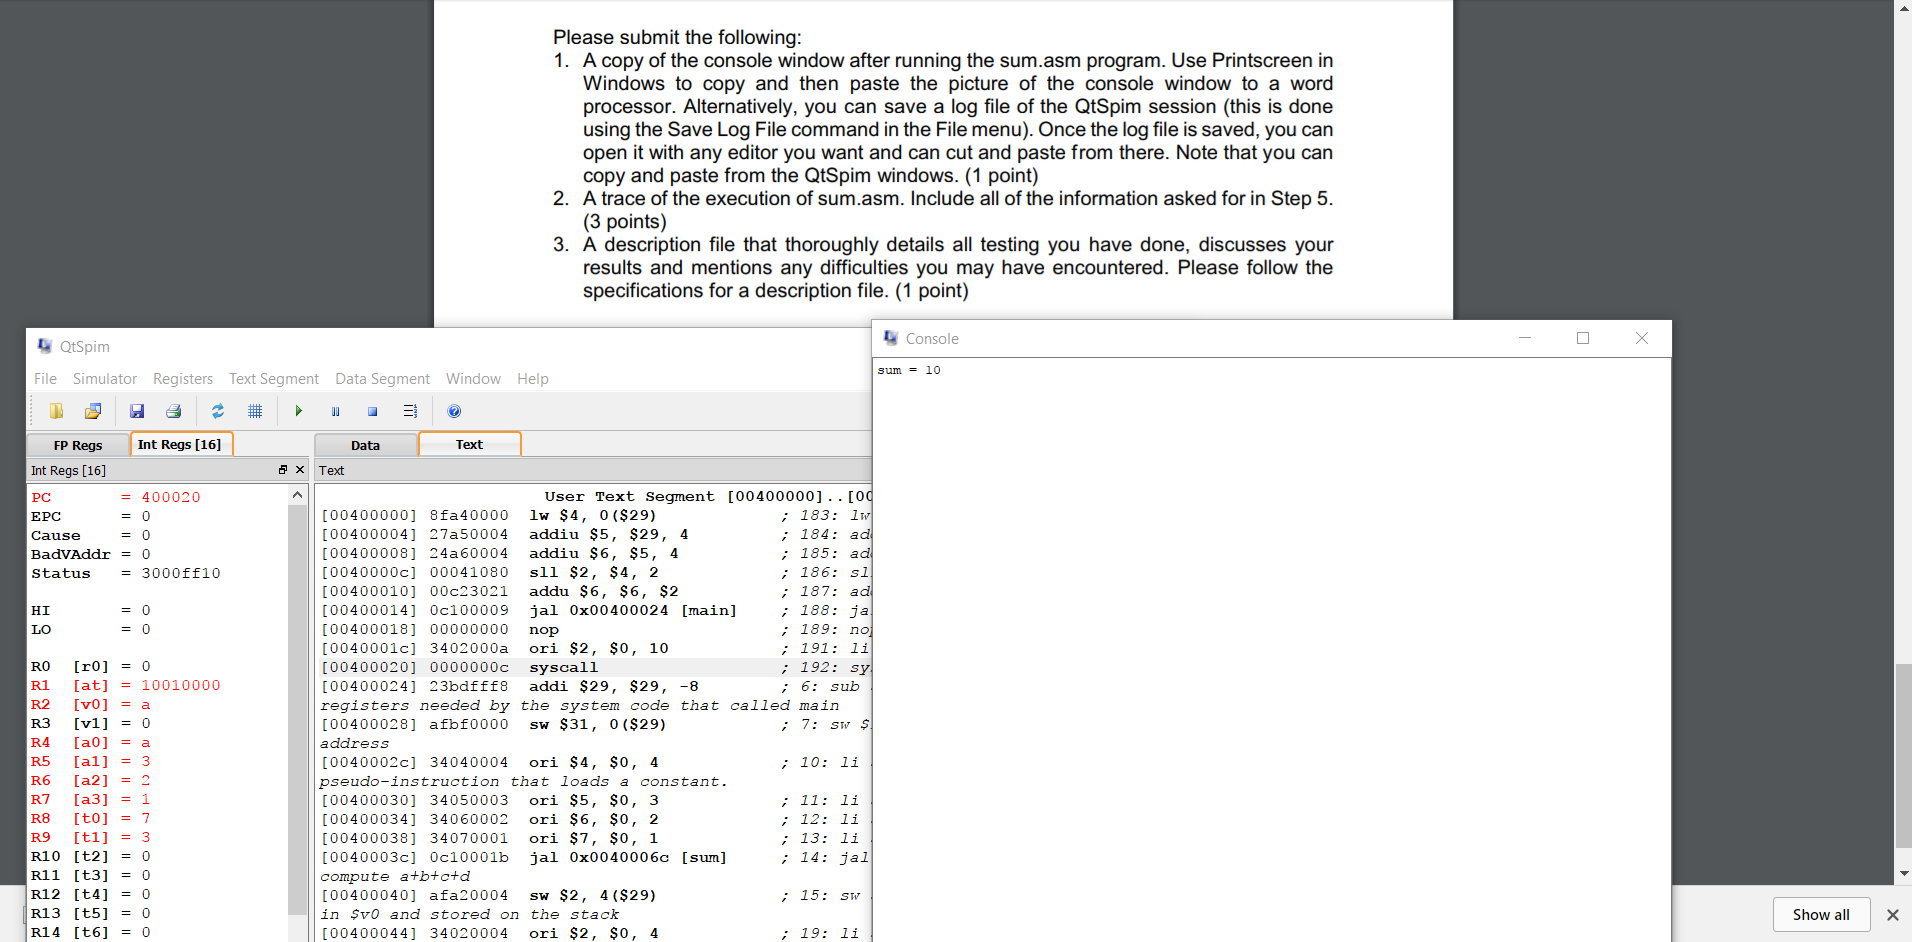 Please submit the following:
1. A copy of the console window after running the sum.asm program. Use Printscreen in
Windows to copy and then paste the picture of the console window to a word
processor. Alternatively, you can save a log file of the QtSpim session (this is done
using the Save Log File command in the File menu). Once the log file is saved, you can
open it with any editor you want and can cut and paste from there. Note that you can
copy and paste from the QtSpim windows. (1 point)
2. A trace of the execution of sum.asm. Include all of the information asked for in Step 5.
(3 points)
3. A description file that thoroughly details all testing you have done, discusses your
results and mentions any difficulties you may have encountered. Please follow the
specifications for a description file. (1 point)
QtSpim
File Simulator Registers Text Segment Data Segment Window Help
FP Regs Int Regs [16]
Int Regs [16]
PC = 400020
EPC = 0
Cause = 0
BadVAddr = 0
Status = 3000ff10
HI = 0
LO = 0
R0 [r0] = 0
R1 [at] = 10010000
R2 [v0] = a
R3 [v1] = 0
R4 [a0] = a
R5 [a1] = 3
R6 [a2] = 2
R7 [a3] = 1
R8 [t0] = 7
R9 [t1] = 3
R10 [t2] = 0
R11 [t3] = 0
R12 [t4] = 0
R13 [t5] = 0
R14 [t6] = 0
Data Text
Text
User Text Segment [00400000]..[00
[00400000] 8fa40000 lw $4, 0($29) ; 183: lw
[00400004] 27a50004 addiu $5, $29, 4 ; 184: ad
[00400008] 24a60004 addiu $6, $5, 4 ; 185: ad
[0040000c] 00041080 sll $2, $4, 2 ; 186: sl
[00400010] 00c23021 addu $6, $6, $2 ; 187: ad
[00400014] 0c100009 jal 0x00400024 [main] ; 188: ja
[00400018] 00000000 nop ; 189: no
[0040001c] 3402000a ori $2, $0, 10 ; 191: li
[00400020] 0000000c syscall ; 192: sy
[00400024] 23bdfff8 addi $29, $29, -8 ; 6: sub
registers needed by the system code that called main
[00400028] afbf0000 sw $31, 0($29) ; 7: sw $
address
[0040002c] 34040004 ori $4, $0, 4 ; 10: li
pseudo-instruction that loads a constant.
[00400030] 34050003 ori $5, $0, 3 ; 11: li
[00400034] 34060002 ori $6, $0, 2 ; 12: li
[00400038] 34070001 ori $7, $0, 1 ; 13: li
[0040003c] 0c10001b jal 0x0040006c [sum] ; 14: jal
compute a+b+c+d
[00400040] afa20004 sw $2, 4($29) ; 15: sw
in $v0 and stored on the stack
[00400044] 34020004 ori $2, $0, 4 ; 19: li
Console
sum = 10
Show all